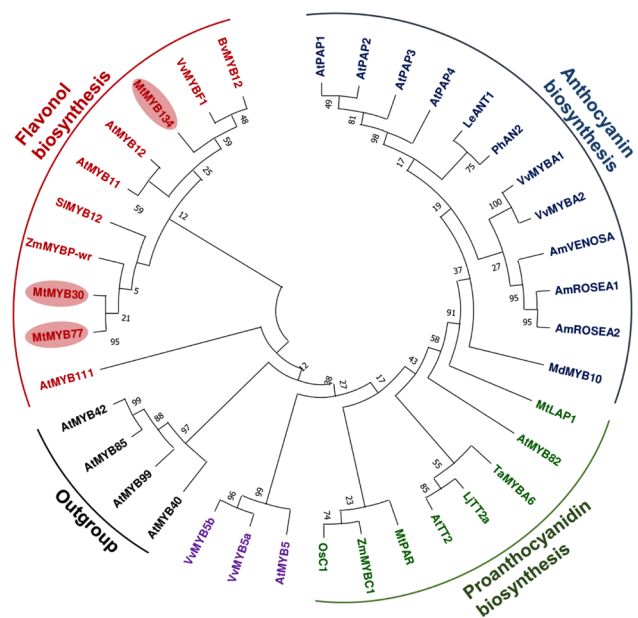 Flavonol
biosynthesis
Anthocyanin
biosynthesis
Proanthocyanidin
biosynthesis
Outgroup
BvMYB12
VvMYBF1
MtMYB134
AtMYB12
AtMYB11
SlMYB12
ZmMYBP-wr
MtMYB30
MtMYB77
AtMYB111
AtMYB42
AtMYB85
AtMYB99
AtMYB40
VvMYB5b
VvMYB5a
AtMYB5
OsC1
ZmMYBC1
MtPAR
AtTT2
LjTT2a
TaMYBA6
AtMYB82
MtLAP1
MdMYB10
AmROSEA2
AmROSEA1
AmVENOSA
VvMYBA2
VvMYBA1
PhAN2
LeANT1
AtPAP4
AtPAP3
AtPAP2
AtPAP1
48
59
25
59
12
5
21
95
99
88
97
12
27
17
43
58
91
37
19
17
98
81
49
75
100
27
95
95
55
85
23
74
99
96